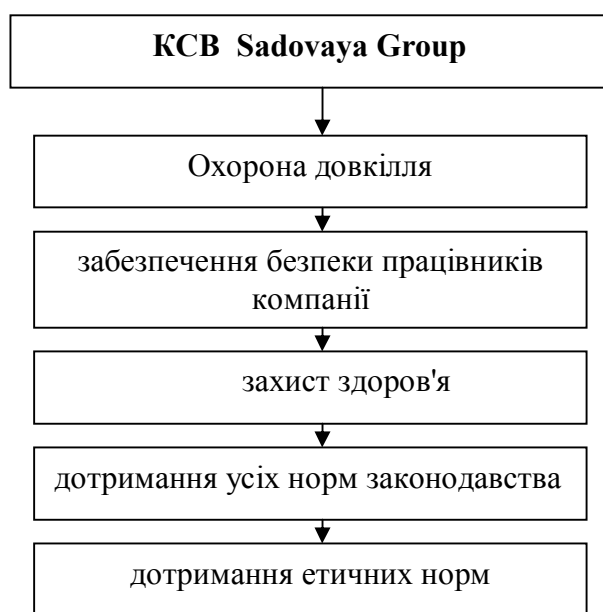 КСВ Sadovaya Group
Охорона довкілля
забезпечення безпеки працівників
компанії
захист здоров'я
дотримання усіх норм законодавства
дотримання етичних норм